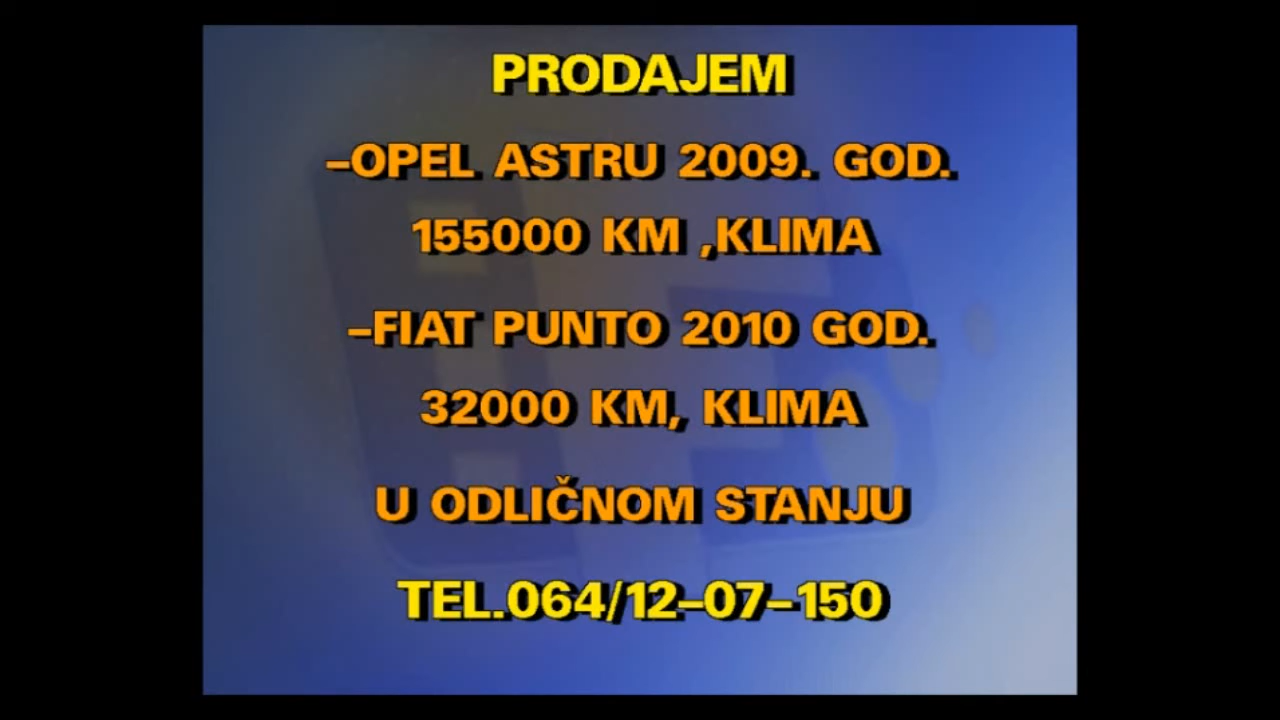 PRODAJEM
-OPEL ASTRU 2009. GOD.
155000 KM ,KLIMA
-FIAT PUNTO 2010 GOD.
32000 KM, KLIMA
U ODLIČNOM STANJU
TEL.064/12-07-150